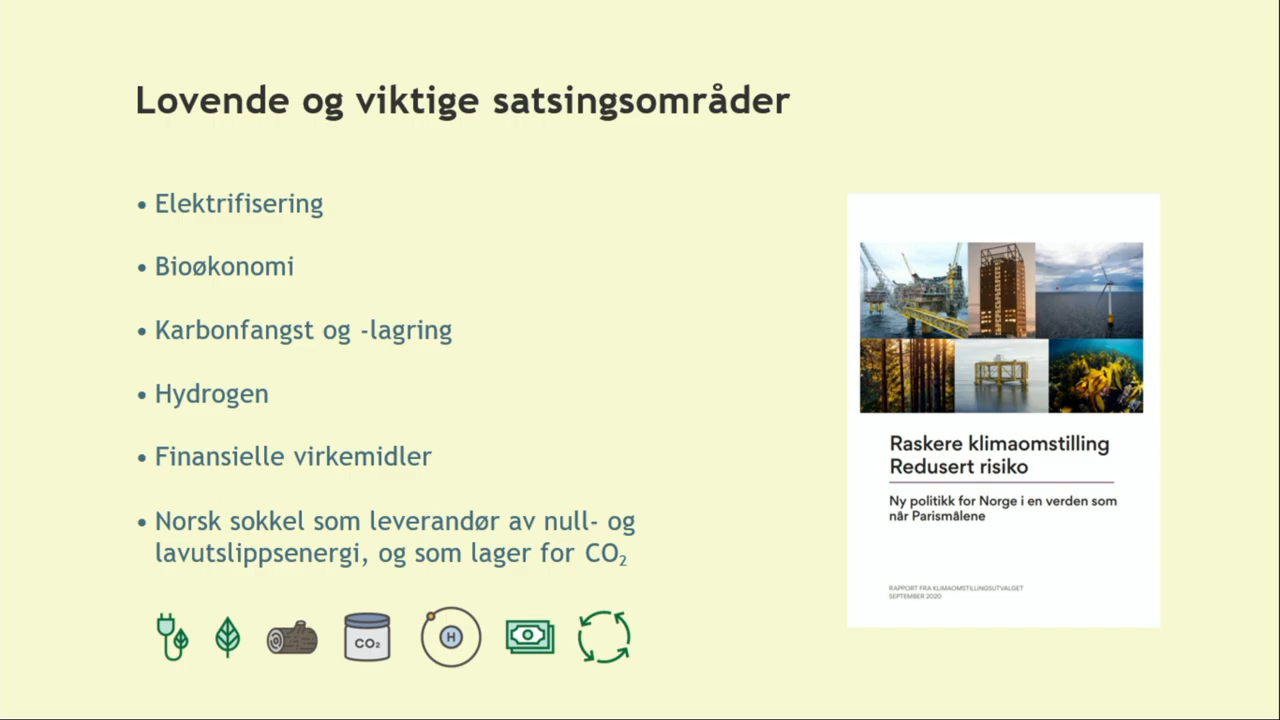 Lovende og viktige satsingsområder
• Elektrifisering
• Bioøkonomi
• Karbonfangst og -lagring
• Hydrogen
• Finansielle virkemidler
• Norsk sokkel som leverandør av null- og
lavutslippsenergi, og som lager for CO₂
CO₂
H
Raskere klimaomstilling
Redusert risiko
Ny politikk for Norge i en verden som
når Parismålene
RAPPORT FRA KLIMAOMSTILLINGSUTVALGET
SEPTEMBER 2020